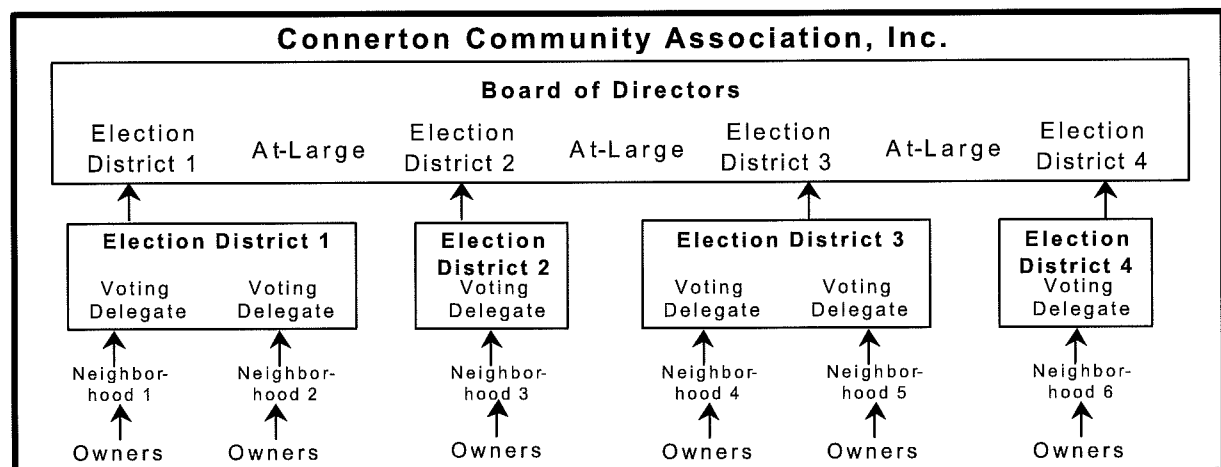 Connerton Community Association, Inc.
Board of Directors
Election District 1
At-Large
Election District 2
At-Large
Election District 3
At-Large
Election District 4
Election District 1
Voting Delegate
Voting Delegate
Election District 2
Voting Delegate
Election District 3
Voting Delegate
Voting Delegate
Election District 4
Voting Delegate
Neighbor-
hood 1
Neighbor-
hood 2
Neighbor-
hood 3
Neighbor-
hood 4
Neighbor-
hood 5
Neighbor-
hood 6
Owners
Owners
Owners
Owners
Owners
Owners